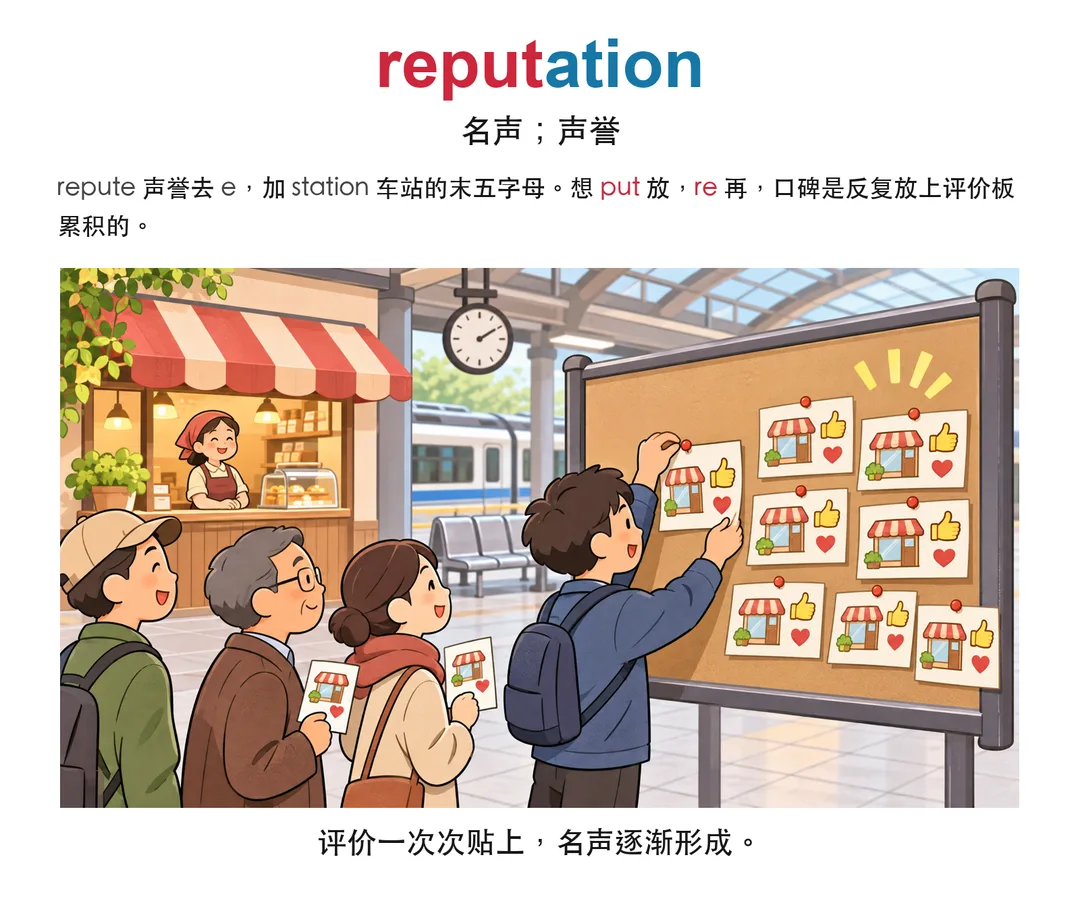 reputation
名声；声誉
repute 声誉去 e，加 station 车站的末五字母。想 put 放，re 再，口碑是反复放上评价板
累积的。
评价一次次贴上，名声逐渐形成。